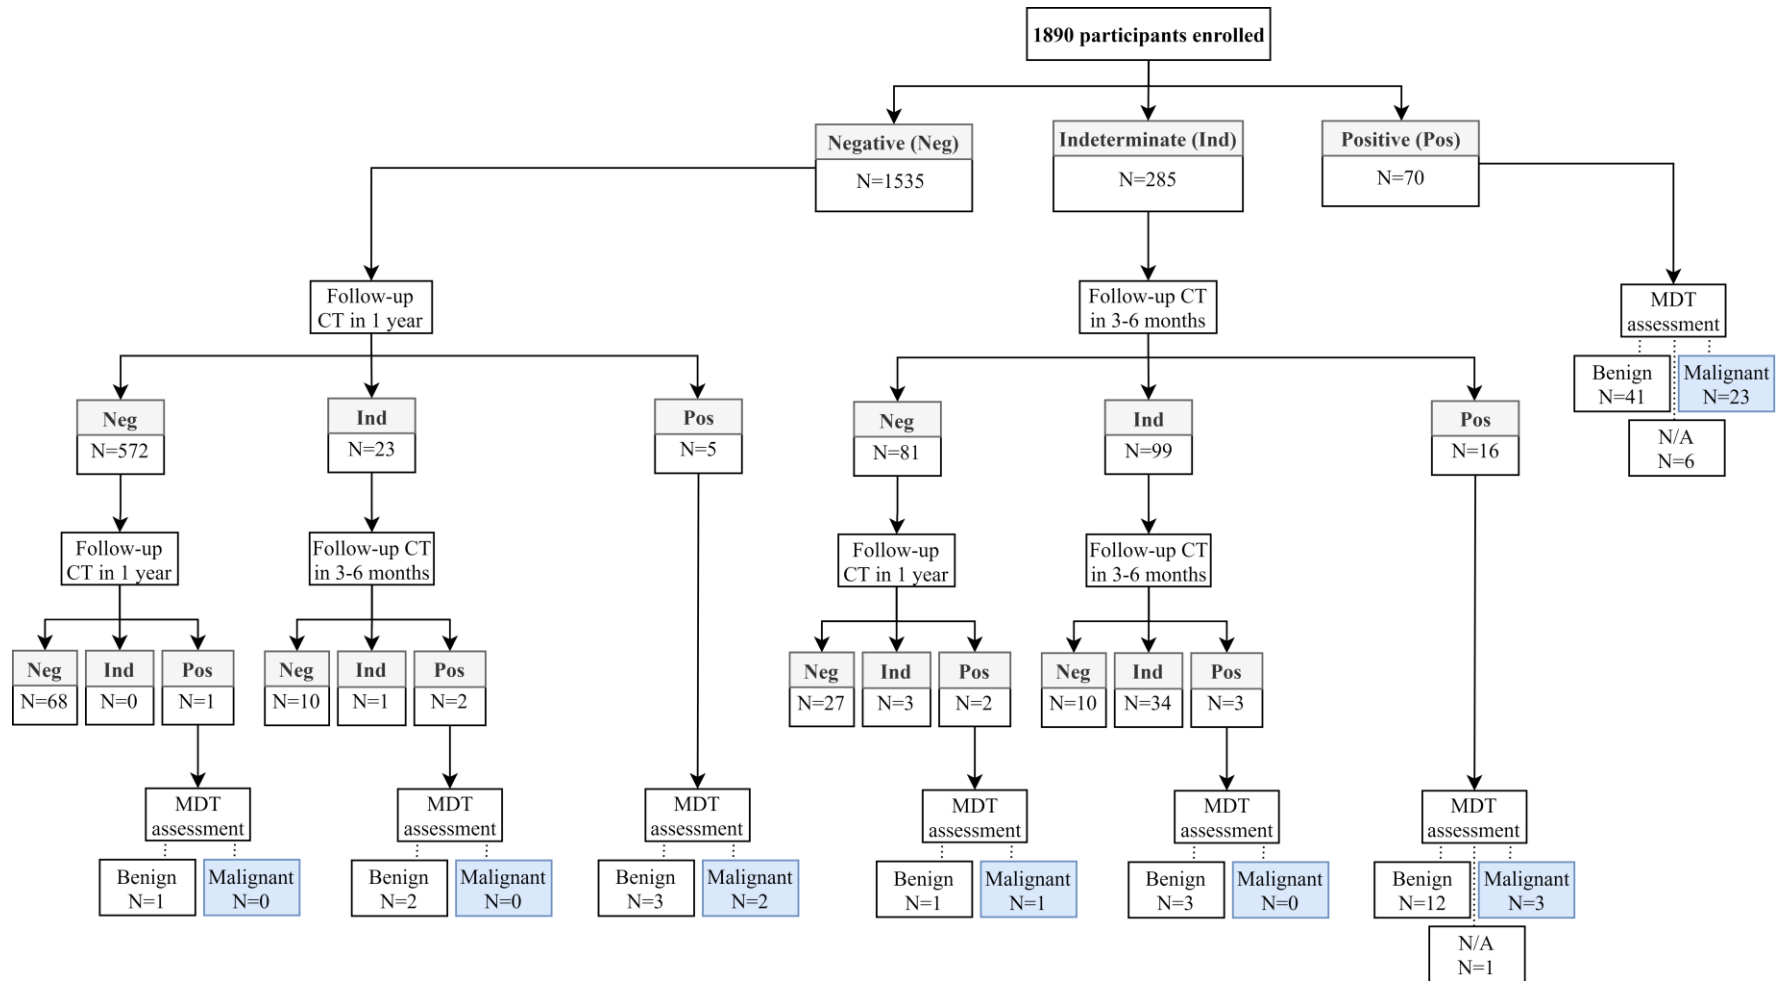 1890 participants enrolled
Negative (Neg)
N=1535
Indeterminate (Ind)
N=285
Positive (Pos)
N=70
Follow-up
CT in 1 year
Follow-up CT
in 3-6 months
MDT
assessment
Benign
N=41
Malignant
N=23
N/A
N=6
Neg
N=572
Ind
N=23
Pos
N=5
Neg
N=81
Ind
N=99
Pos
N=16
Follow-up
CT in 1 year
Follow-up CT
in 3-6 months
Follow-up
CT in 1 year
Follow-up CT
in 3-6 months
Neg
N=68
Ind
N=0
Pos
N=1
Neg
N=10
Ind
N=1
Pos
N=2
Neg
N=27
Ind
N=3
Pos
N=2
Neg
N=10
Ind
N=34
Pos
N=3
MDT
assessment
Benign
N=1
Malignant
N=0
MDT
assessment
Benign
N=2
Malignant
N=0
MDT
assessment
Benign
N=3
Malignant
N=2
MDT
assessment
Benign
N=1
Malignant
N=1
MDT
assessment
Benign
N=3
Malignant
N=0
MDT
assessment
Benign
N=12
Malignant
N=3
N/A
N=1